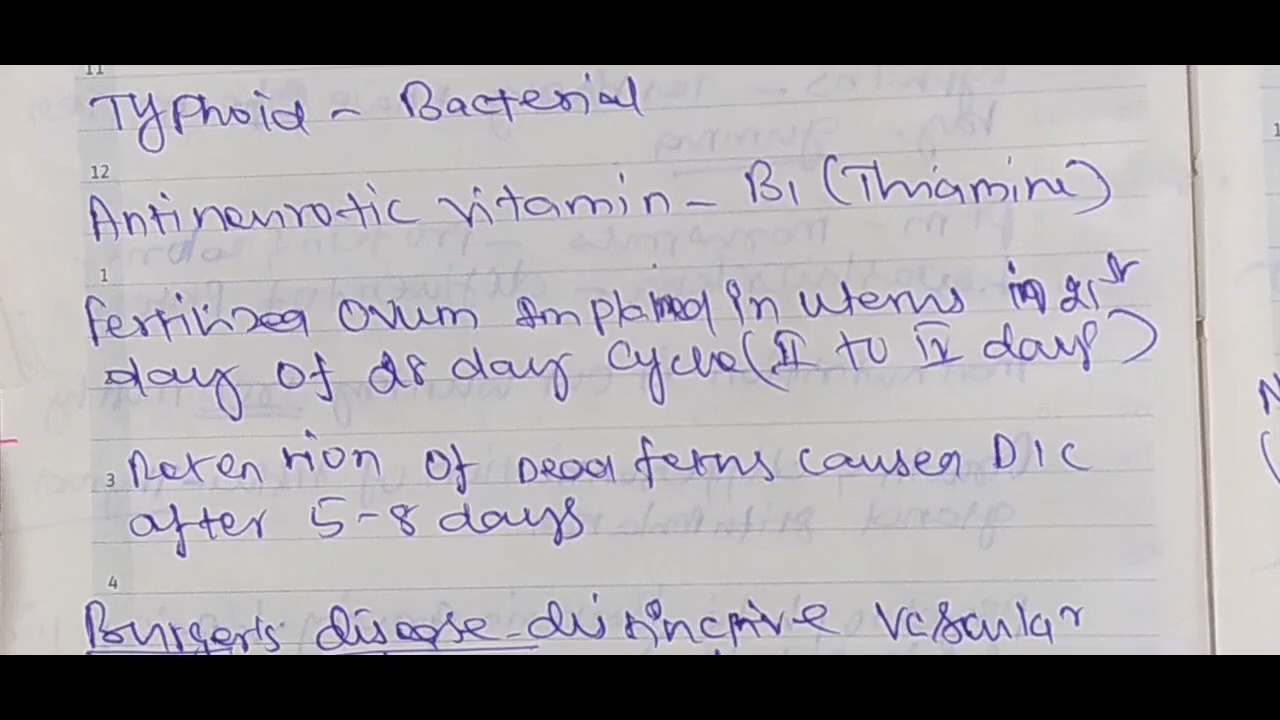 11
Typhoid - Bacterial
12
Antineurotic vitamin - B1 (Thiamine)
1
fertilized ovum implanted in uterus in 21st
day of 28 day cycle (II to IV days)
3 Retention of Dead fetus causes DIC
after 5-8 days
4
Burger's disease - distinctive vascular